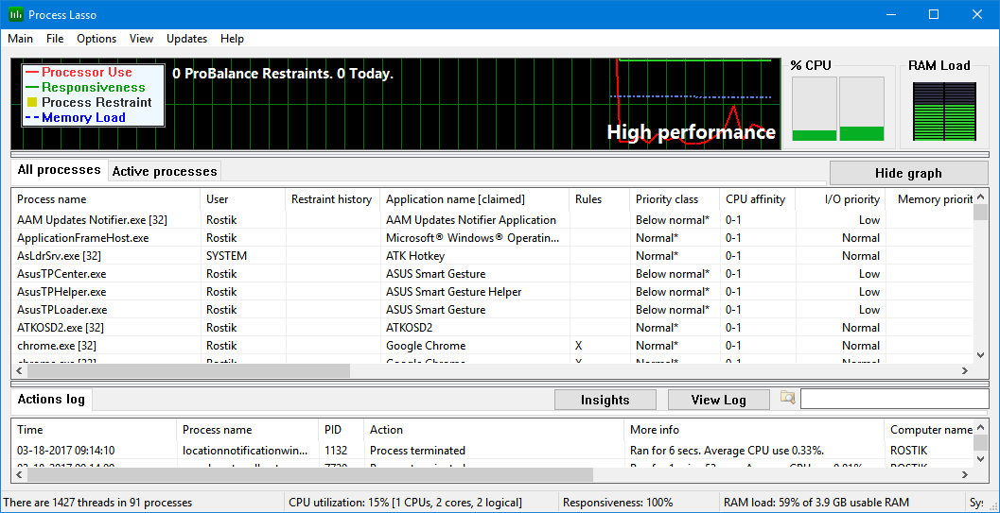 Process Lasso
Main File Options View Updates Help
Processor Use
Responsiveness
Process Restraint
Memory Load
0 ProBalance Restraints. 0 Today.
High performance
% CPU
RAM Load
All processes Active processes
Hide graph
Process name User Restraint history Application name [claimed] Rules Priority class CPU affinity I/O priority Memory priorit
AAM Updates Notifier.exe [32] Rostik AAM Updates Notifier Application Below normal* 0-1 Low
ApplicationFrameHost.exe Rostik Microsoft® Windows® Operatin... Normal* 0-1 Normal
AsLdrSrv.exe [32] SYSTEM ATK Hotkey Normal* 0-1 Normal
AsusTPCenter.exe Rostik ASUS Smart Gesture Below normal* 0-1 Low
AsusTPHelper.exe Rostik ASUS Smart Gesture Helper Below normal* 0-1 Low
AsusTPLoader.exe Rostik ASUS Smart Gesture Below normal* 0-1 Low
ATKOSD2.exe [32] Rostik ATKOSD2 Normal* 0-1 Normal
chrome.exe [32] Rostik Google Chrome X Normal* 0-1 Normal
chrome.exe [32] Rostik Google Chrome X Normal* 0-1 Normal
Actions log
Insights
View Log
Time Process name PID Action More info Computer name
03-18-2017 09:14:10 locationnotificationwin... 1132 Process terminated Ran for 6 secs. Average CPU use 0.33%. ROSTIK
There are 1427 threads in 91 processes CPU utilization: 15% [1 CPUs, 2 cores, 2 logical] Responsiveness: 100% RAM load: 59% of 3.9 GB usable RAM Sy: